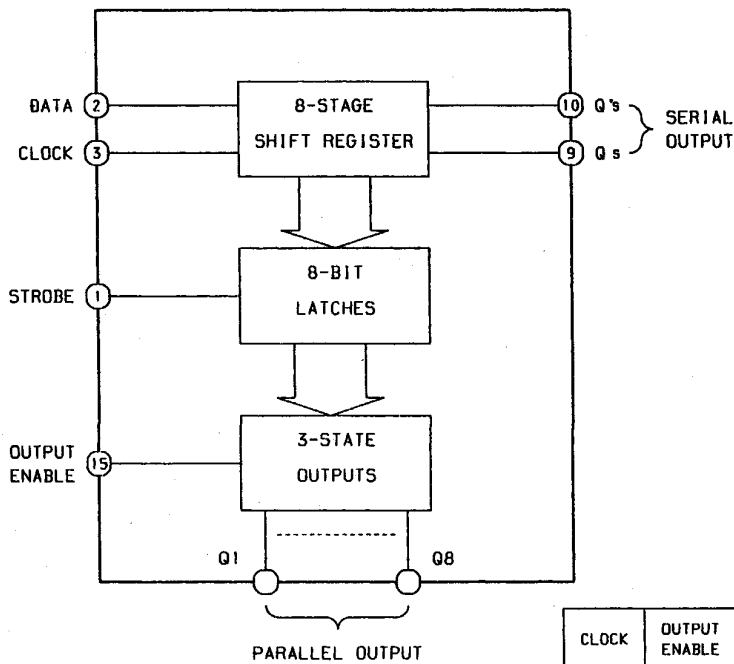 DATA
2
8-STAGE
SHIFT REGISTER
10
Q's
CLOCK
3
9
Qs
SERIAL
OUTPUT
8-BIT
LATCHES
STROBE
1
3-STATE
OUTPUTS
OUTPUT
ENABLE
15
Q1
Q8
PARALLEL OUTPUT
CLOCK
OUTPUT
ENABLE